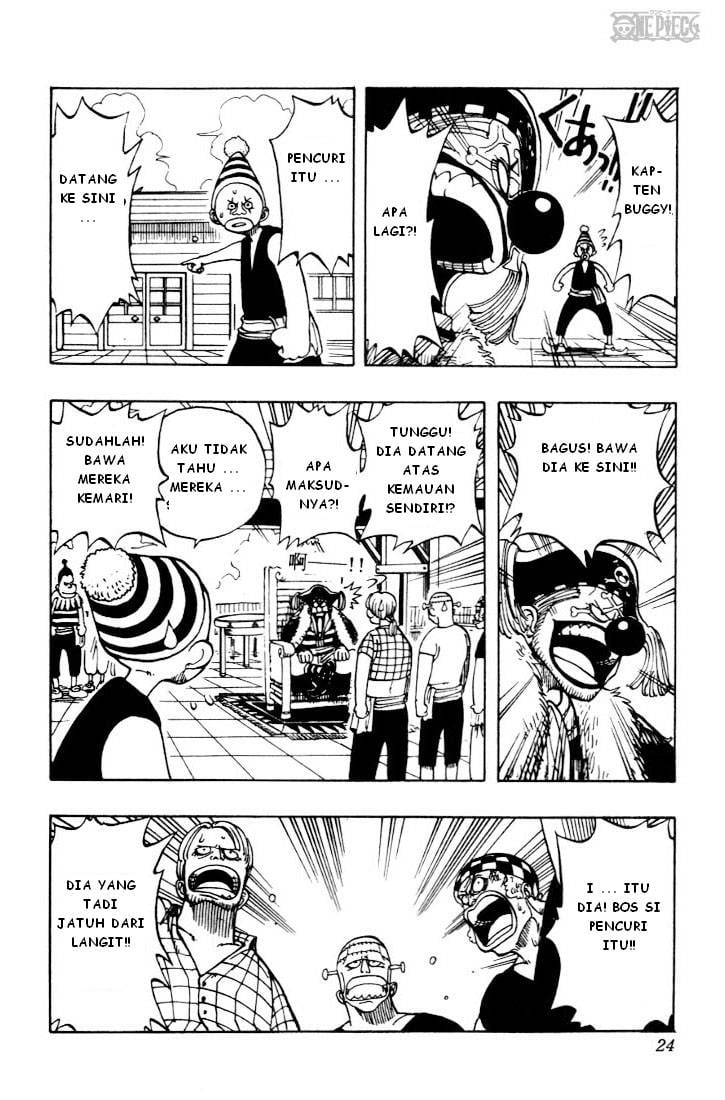 ONE PIECE
KAP-
TEN
BUGGY!
くあっ!!
APA
LAGI?!
PENCURI
ITU ...
DATANG
KE SINI
...
BAGUS! BAWA
DIA KE SINI!!
TUNGGU!
DIA DATANG
ATAS
KEMAUAN
SENDIRI?!
APA
MAKSUD-
NYA?!
AKU TIDAK
TAHU ...
MEREKA ...
SUDAHLAH!
BAWA
MEREKA
KEMARI!
!!
I ... ITU
DIA! BOS SI
PENCURI
ITU!!
DIA YANG
TADI
JATUH DARI
LANGIT!!
24